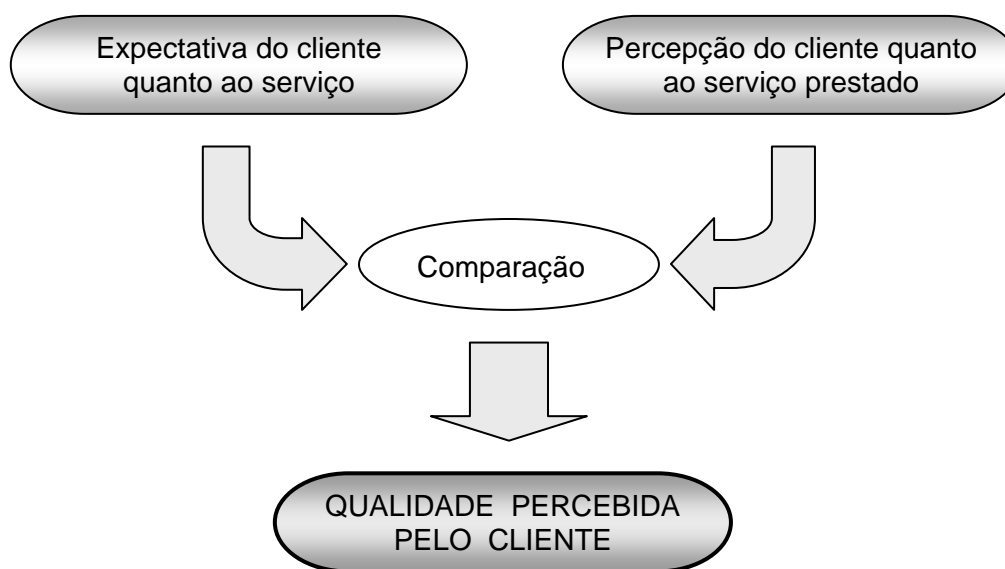 Expectativa do cliente
quanto ao serviço
Percepção do cliente quanto
ao serviço prestado
Comparação
QUALIDADE PERCEBIDA
PELO CLIENTE